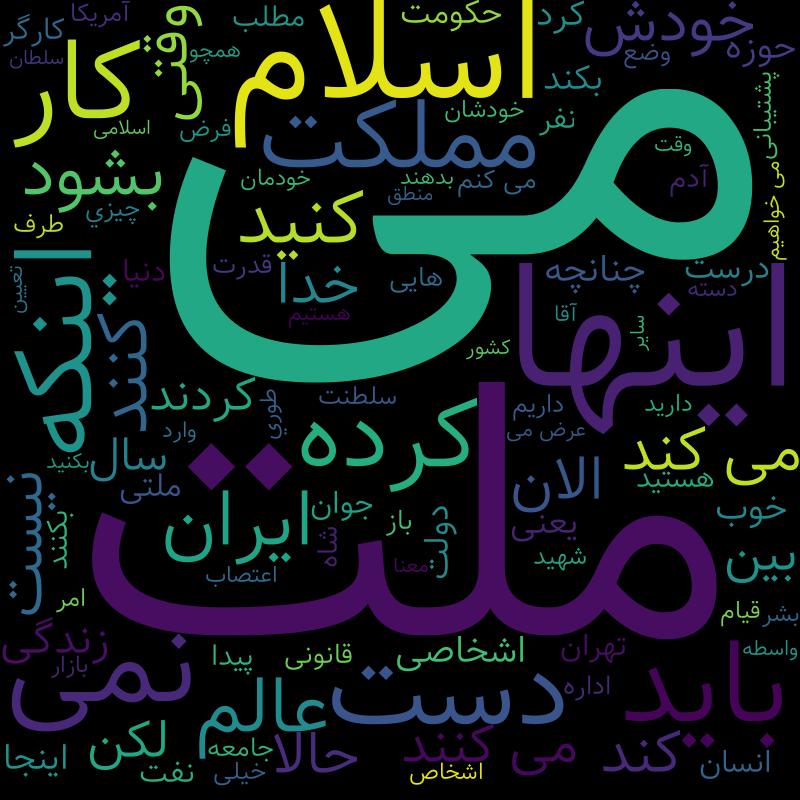 آمریکا
کارگر
سلطان
وقتی
مطلب
همچو
حکومت
اسلام
کرد
خودش
حوزه
وضع
بکند
کار
اسلامی
فرض
مملکت
خودشان
نفر
پشتیبانی
وقت
آدم
می خواهیم
بشود
چیزي
طرف
خودمان
بدهند
می کنم
منطق
کنید
می
اینکه
تعیین
دنیا
قدرت
خدا
هایی
هستیم
چنانچه
درست
دسته
اینها
آقا
سایر
کشور
کنند
کردند
طوري
سلطنت
وارد
داریم
عرض می
دارید
کرده
می کند
هستید
بکنید
سال
ملتی
الان
خوب
نیست
بکنند
ایران
جوان
شاه
باز
دولت
یعنی
معنا
شهید
بین
اعتصاب
ملت
امر
قیام
بشر
واسطه
زندگی
بازار
نمی
پیدا
قانونی
اشخاصی
تهران
اداره
باید
دست
عالم
لکن
اینجا
نفت
جامعه
خیلی
حالا
می کنند
اشخاص
کند
انسان